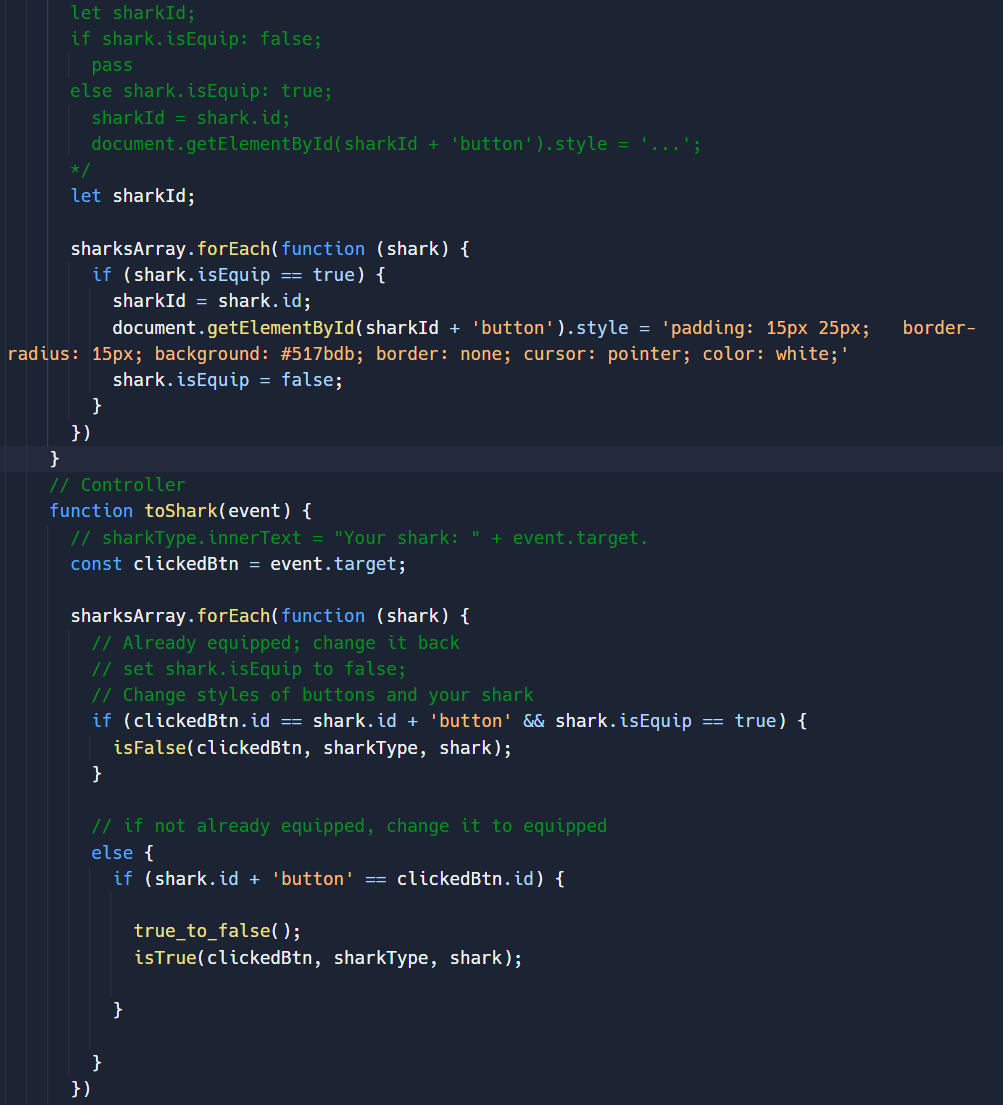 let sharkId;
if shark.isEquip: false;
pass
else shark.isEquip: true;
sharkId = shark.id;
document.getElementById(sharkId + 'button').style = '...';
*/
let sharkId;
sharksArray.forEach(function (shark) {
if (shark.isEquip == true) {
sharkId = shark.id;
document.getElementById(sharkId + 'button').style = 'padding: 15px 25px;   border-
radius: 15px; background: #517bdb; border: none; cursor: pointer; color: white;'
shark.isEquip = false;
}
})
}
// Controller
function toShark(event) {
// sharkType.innerText = "Your shark: " + event.target.
const clickedBtn = event.target;
sharksArray.forEach(function (shark) {
// Already equipped; change it back
// set shark.isEquip to false;
// Change styles of buttons and your shark
if (clickedBtn.id == shark.id + 'button' && shark.isEquip == true) {
isFalse(clickedBtn, sharkType, shark);
}
// if not already equipped, change it to equipped
else {
if (shark.id + 'button' == clickedBtn.id) {
true_to_false();
isTrue(clickedBtn, sharkType, shark);
}
}
})